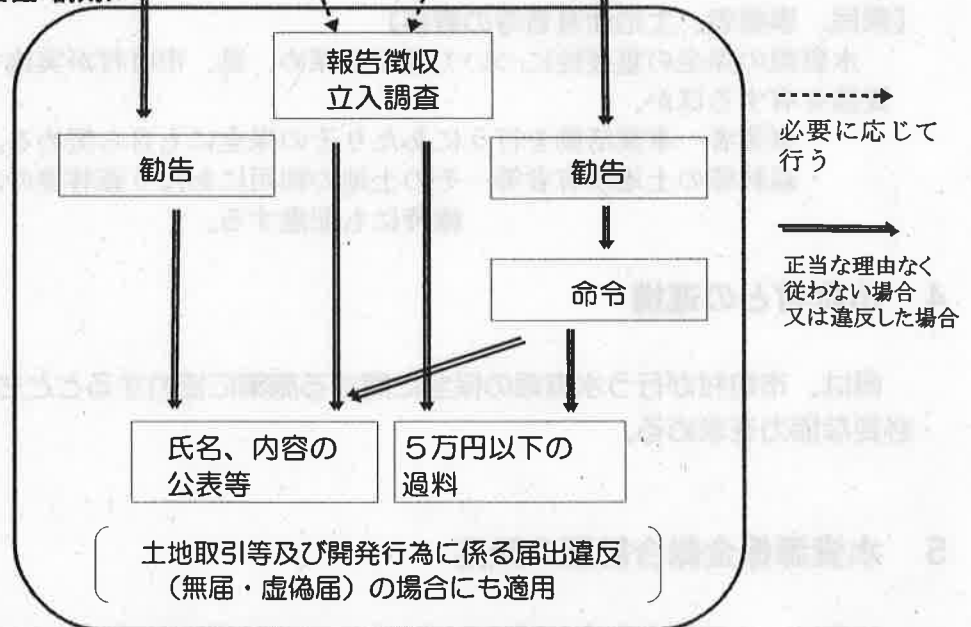 報告徴収
立入調査
必要に応じて
行う
勧告
勧告
正当な理由なく
従わない場合
又は違反した場合
命令
氏名、内容の
公表等
5万円以下の
過料
土地取引等及び開発行為に係る届出違反
(無届・虚偽届)の場合にも適用